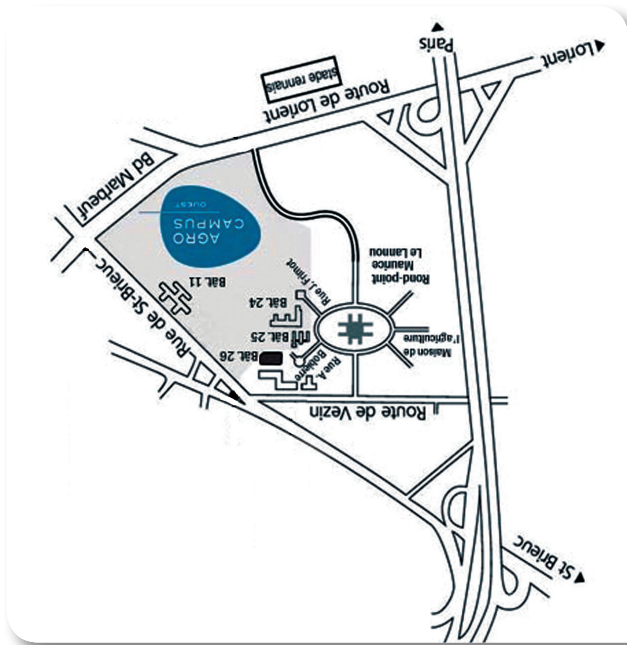 St Brieuc
Route de Vezin
Rue A.
Bobierre
Bât. 26
Bât. 25
Bât. 24
Bât. 11
Maison de
l'agriculture
Rue J. Frimot
Rond-point
Maurice
Le Lannou
Rue de St-Brieuc
AGRO
CAMPUS
OUEST
Bd Marbeuf
Route de Lorient
stade rennais
Lorient
Paris